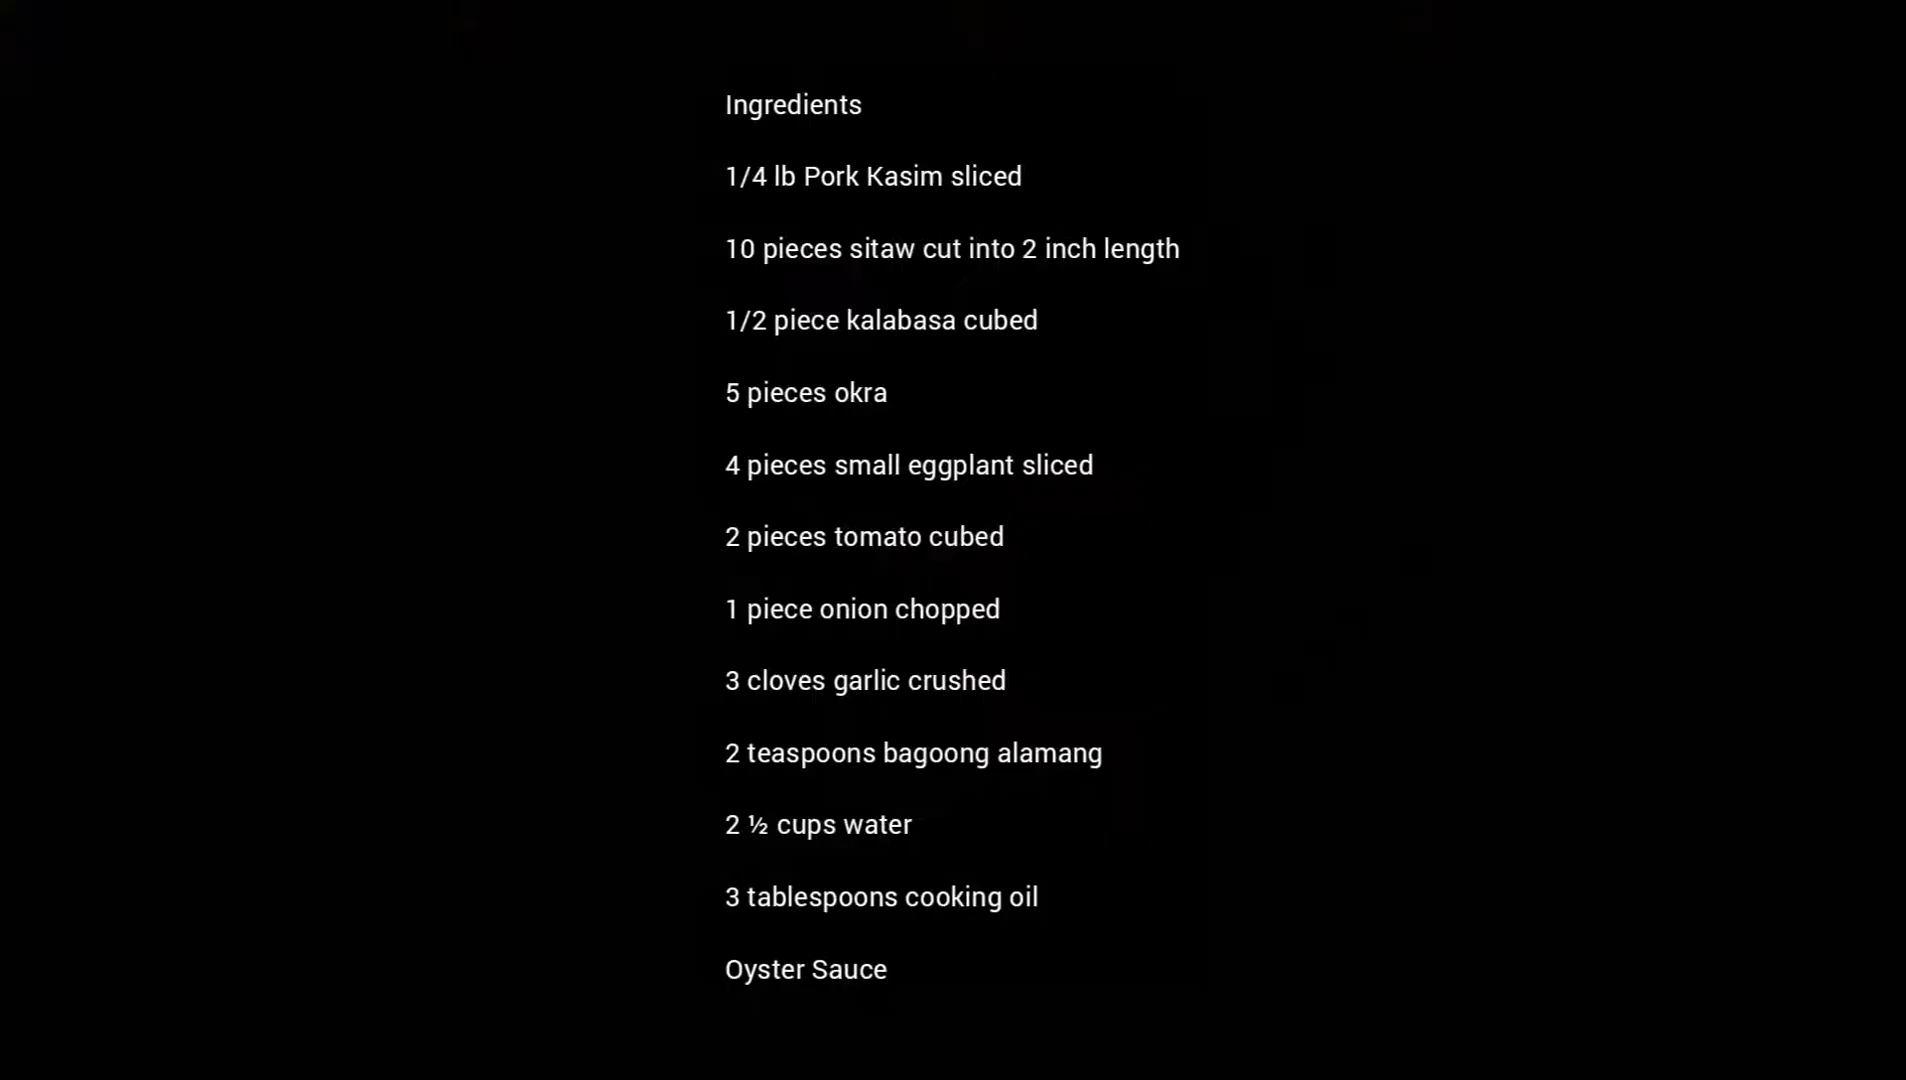 Ingredients
1/4 lb Pork Kasim sliced
10 pieces sitaw cut into 2 inch length
1/2 piece kalabasa cubed
5 pieces okra
4 pieces small eggplant sliced
2 pieces tomato cubed
1 piece onion chopped
3 cloves garlic crushed
2 teaspoons bagoong alamang
2 ½ cups water
3 tablespoons cooking oil
Oyster Sauce